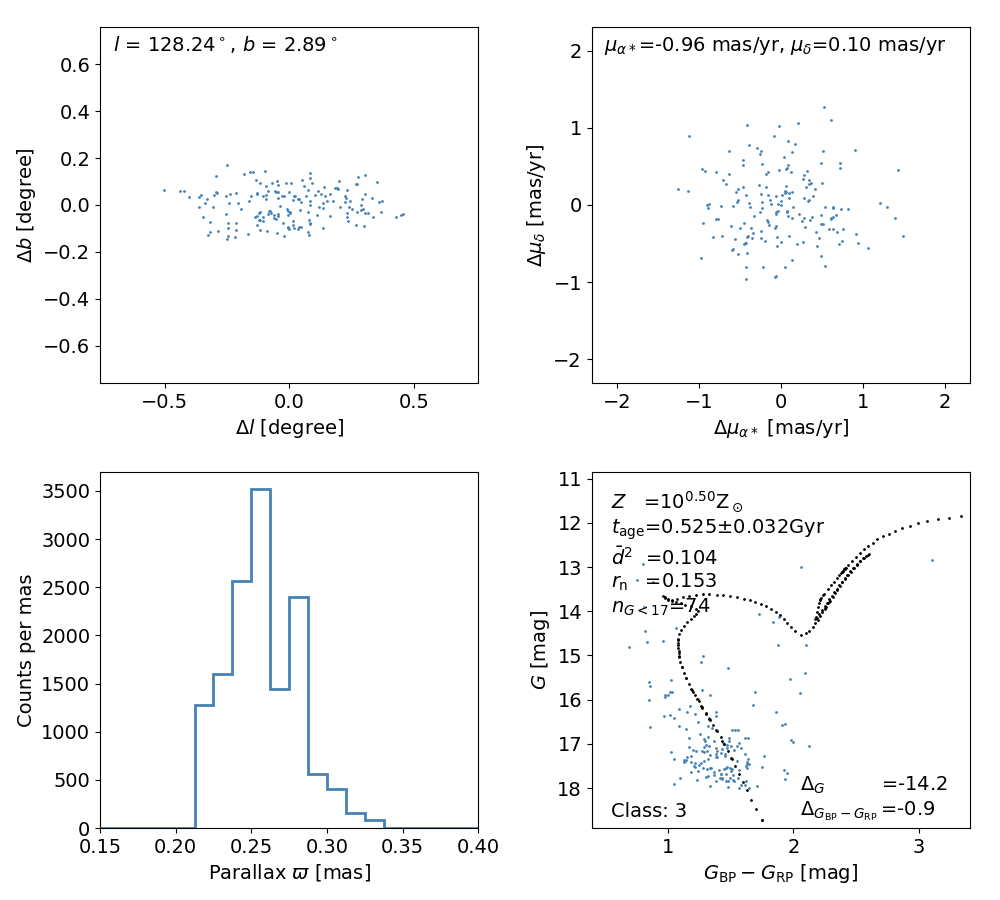 l = 128.24°, b = 2.89°
0.6
0.4
0.2
0.0
−0.2
−0.4
−0.6
Δb [degree]
−0.5 0.0 0.5
Δl [degree]
μα*=-0.96 mas/yr, μδ=0.10 mas/yr
2
1
0
−1
−2
Δμδ [mas/yr]
−2 −1 0 1 2
Δμα* [mas/yr]
3500
3000
2500
2000
1500
1000
500
0
Counts per mas
0.15 0.20 0.25 0.30 0.35 0.40
Parallax ϖ [mas]
11
12
13
14
15
16
17
18
G [mag]
Z =10^0.50 Z⊙
t_age=0.525±0.032Gyr
d̄² =0.104
r_n =0.153
n_G<17=74
Δ_G =-14.2
Δ_G_BP−G_RP=-0.9
Class: 3
1 2 3
G_BP − G_RP [mag]